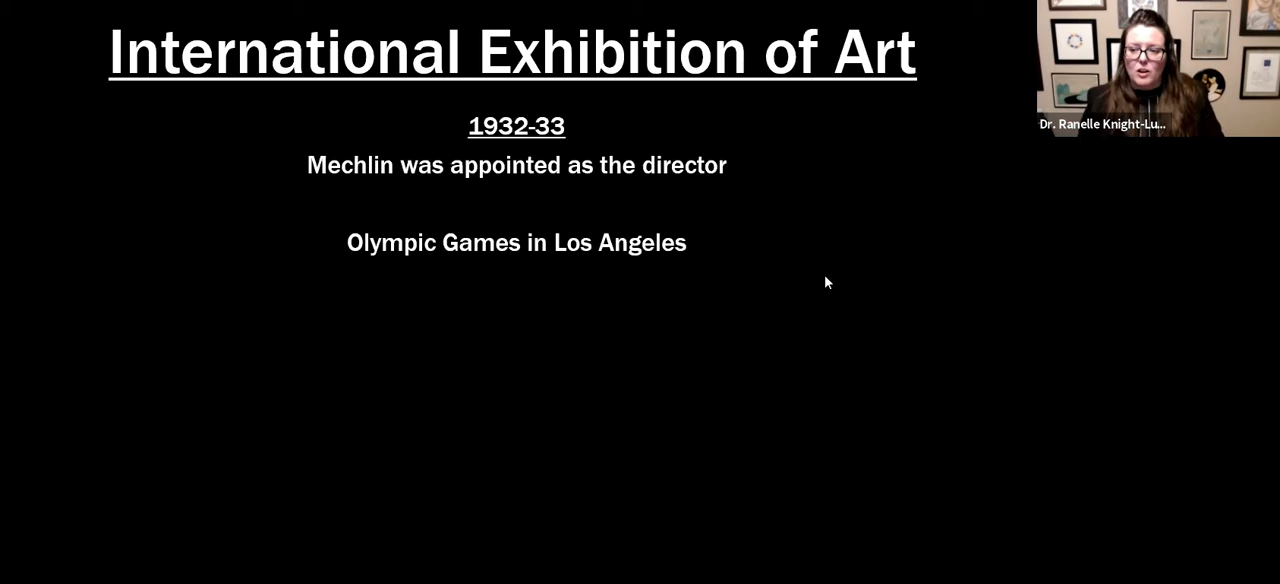 International Exhibition of Art
1932-33
Mechlin was appointed as the director
Olympic Games in Los Angeles
Dr. Ranelle Knight-Lu...